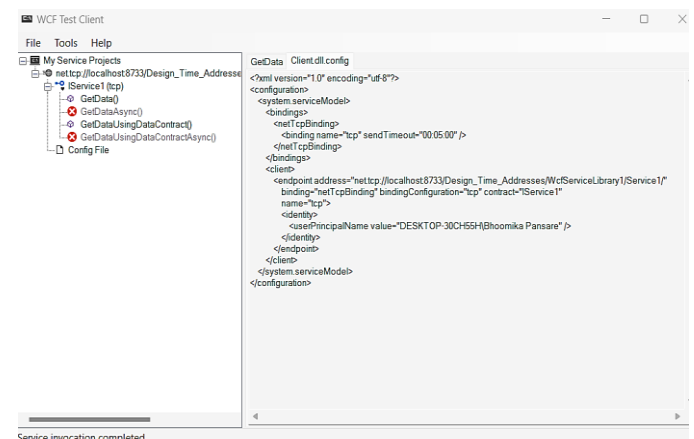 WCF Test Client
File Tools Help
My Service Projects
net.tcp://localhost:8733/Design_Time_Addresse
IService1 (tcp)
GetData()
GetDataAsync()
GetDataUsingDataContract()
GetDataUsingDataContractAsync()
Config File
GetData Client.dll.config
<?xml version="1.0" encoding="utf-8"?>
<configuration>
<system.serviceModel>
<bindings>
<netTcpBinding>
<binding name="tcp" sendTimeout="00:05:00" />
</netTcpBinding>
</bindings>
<client>
<endpoint address="net.tcp://localhost:8733/Design_Time_Addresses/WcfServiceLibrary1/Service1/"
binding="netTcpBinding" bindingConfiguration="tcp" contract="IService1"
name="tcp">
<identity>
<userPrincipalName value="DESKTOP-30CH55H\Bhoomika Pansare" />
</identity>
</endpoint>
</client>
</system.serviceModel>
</configuration>
Service invocation completed.